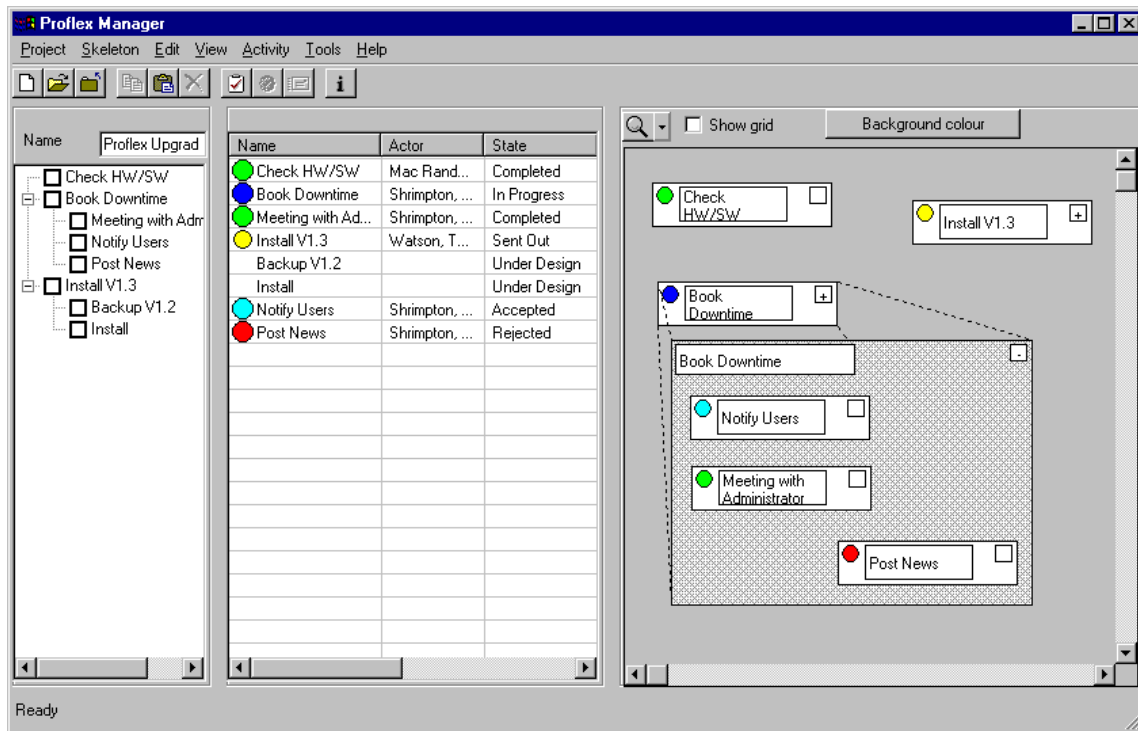 Proflex Manager
Project Skeleton Edit View Activity Tools Help
Name Proflex Upgrad
Check HW/SW
Book Downtime
Meeting with Adm
Notify Users
Post News
Install V1.3
Backup V1.2
Install
Name Actor State
Check HW/SW Mac Rand... Completed
Book Downtime Shrimpton, ... In Progress
Meeting with Ad... Shrimpton, ... Completed
Install V1.3 Watson, T... Sent Out
Backup V1.2 Under Design
Install Under Design
Notify Users Shrimpton, ... Accepted
Post News Shrimpton, ... Rejected
Show grid Background colour
Check
HW/SW
Install V1.3
Book
Downtime
Book Downtime
Notify Users
Meeting with
Administrator
Post News
Ready